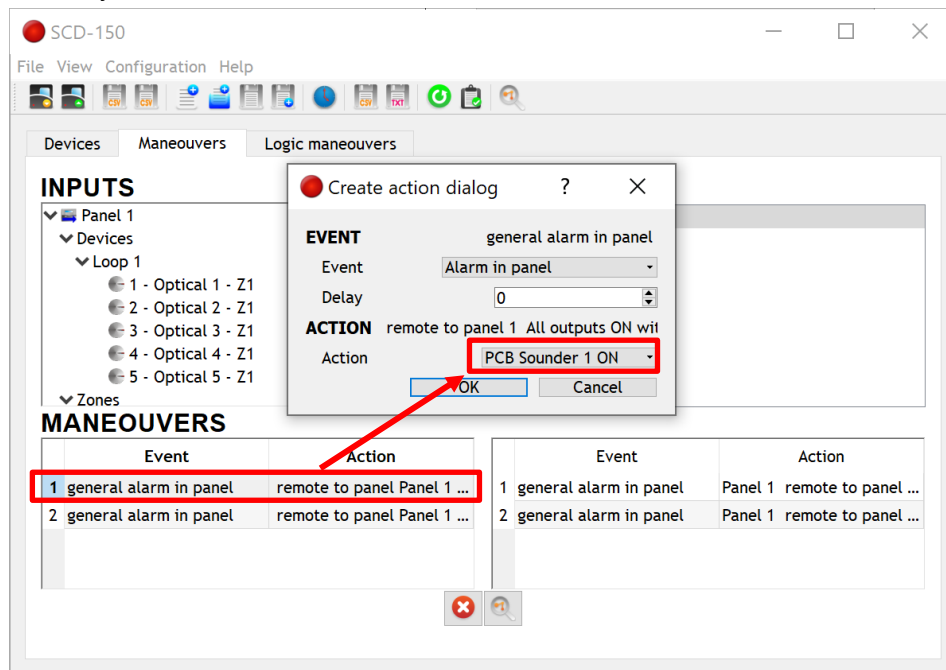 SCD-150
File View Configuration Help
CSV CSV CSV TXT
Devices Maneouvers Logic maneouvers
INPUTS
Panel 1
Devices
Loop 1
1 - Optical 1 - Z1
2 - Optical 2 - Z1
3 - Optical 3 - Z1
4 - Optical 4 - Z1
5 - Optical 5 - Z1
Zones
Create action dialog ?
EVENT general alarm in panel
Event Alarm in panel
Delay 0
ACTION remote to panel 1 All outputs ON wit
Action PCB Sounder 1 ON
OK Cancel
MANEOUVERS
Event Action
1 general alarm in panel remote to panel Panel 1 ...
2 general alarm in panel remote to panel Panel 1 ...
Event Action
1 general alarm in panel Panel 1 remote to panel ...
2 general alarm in panel Panel 1 remote to panel ...